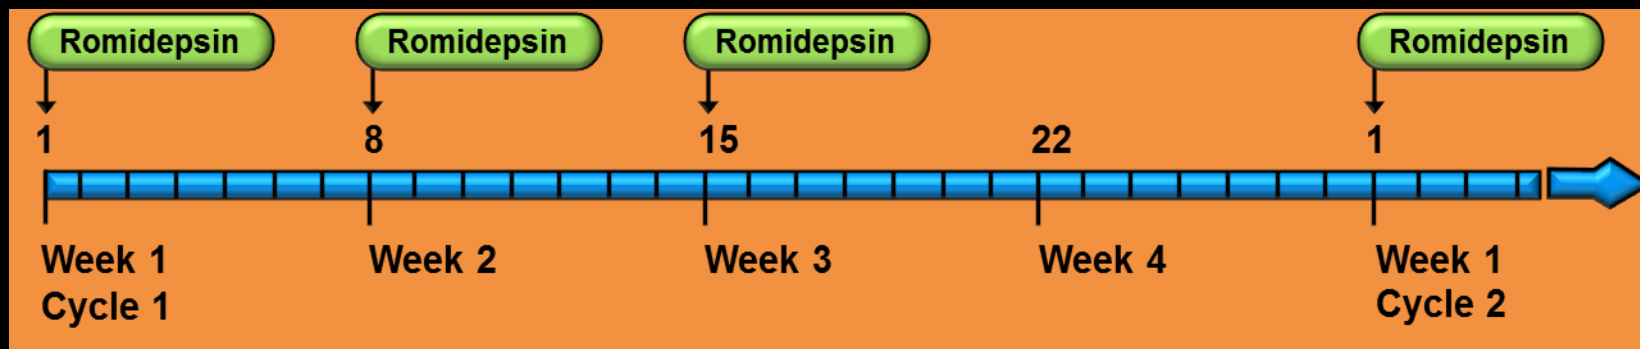 Romidepsin Romidepsin Romidepsin Romidepsin
1 8 15 22 1
Week 1 Week 2 Week 3 Week 4 Week 1
Cycle 1 Cycle 2